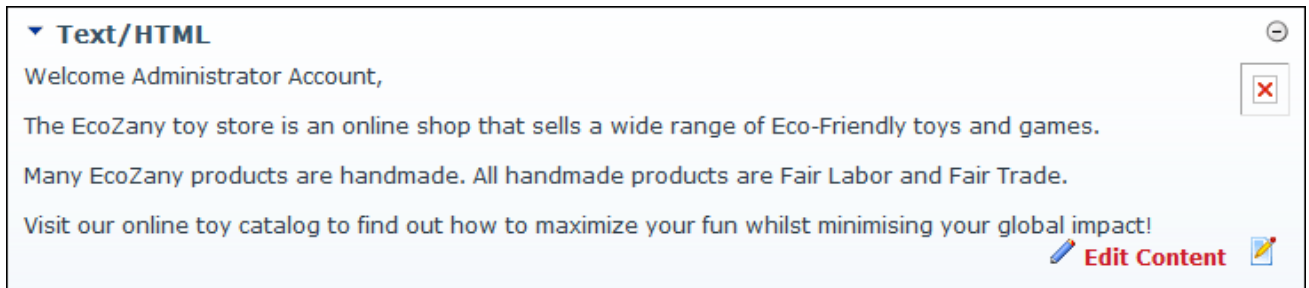 Text/HTML
Welcome Administrator Account,
The EcoZany toy store is an online shop that sells a wide range of Eco-Friendly toys and games.
Many EcoZany products are handmade. All handmade products are Fair Labor and Fair Trade.
Visit our online toy catalog to find out how to maximize your fun whilst minimising your global impact!
Edit Content